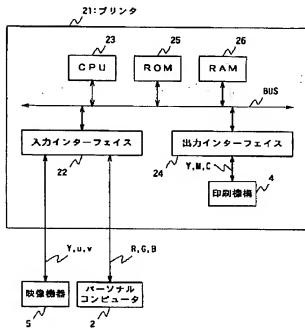 21:プリンタ
23
25
26
CPU
ROM
RAM
BUS
入力インターフェイス
出力インターフェイス
22
24
Y,M,C
4
印刷機構
Y,u,v
R,G,B
映像機器
パーソナル
コンピュータ
5
2